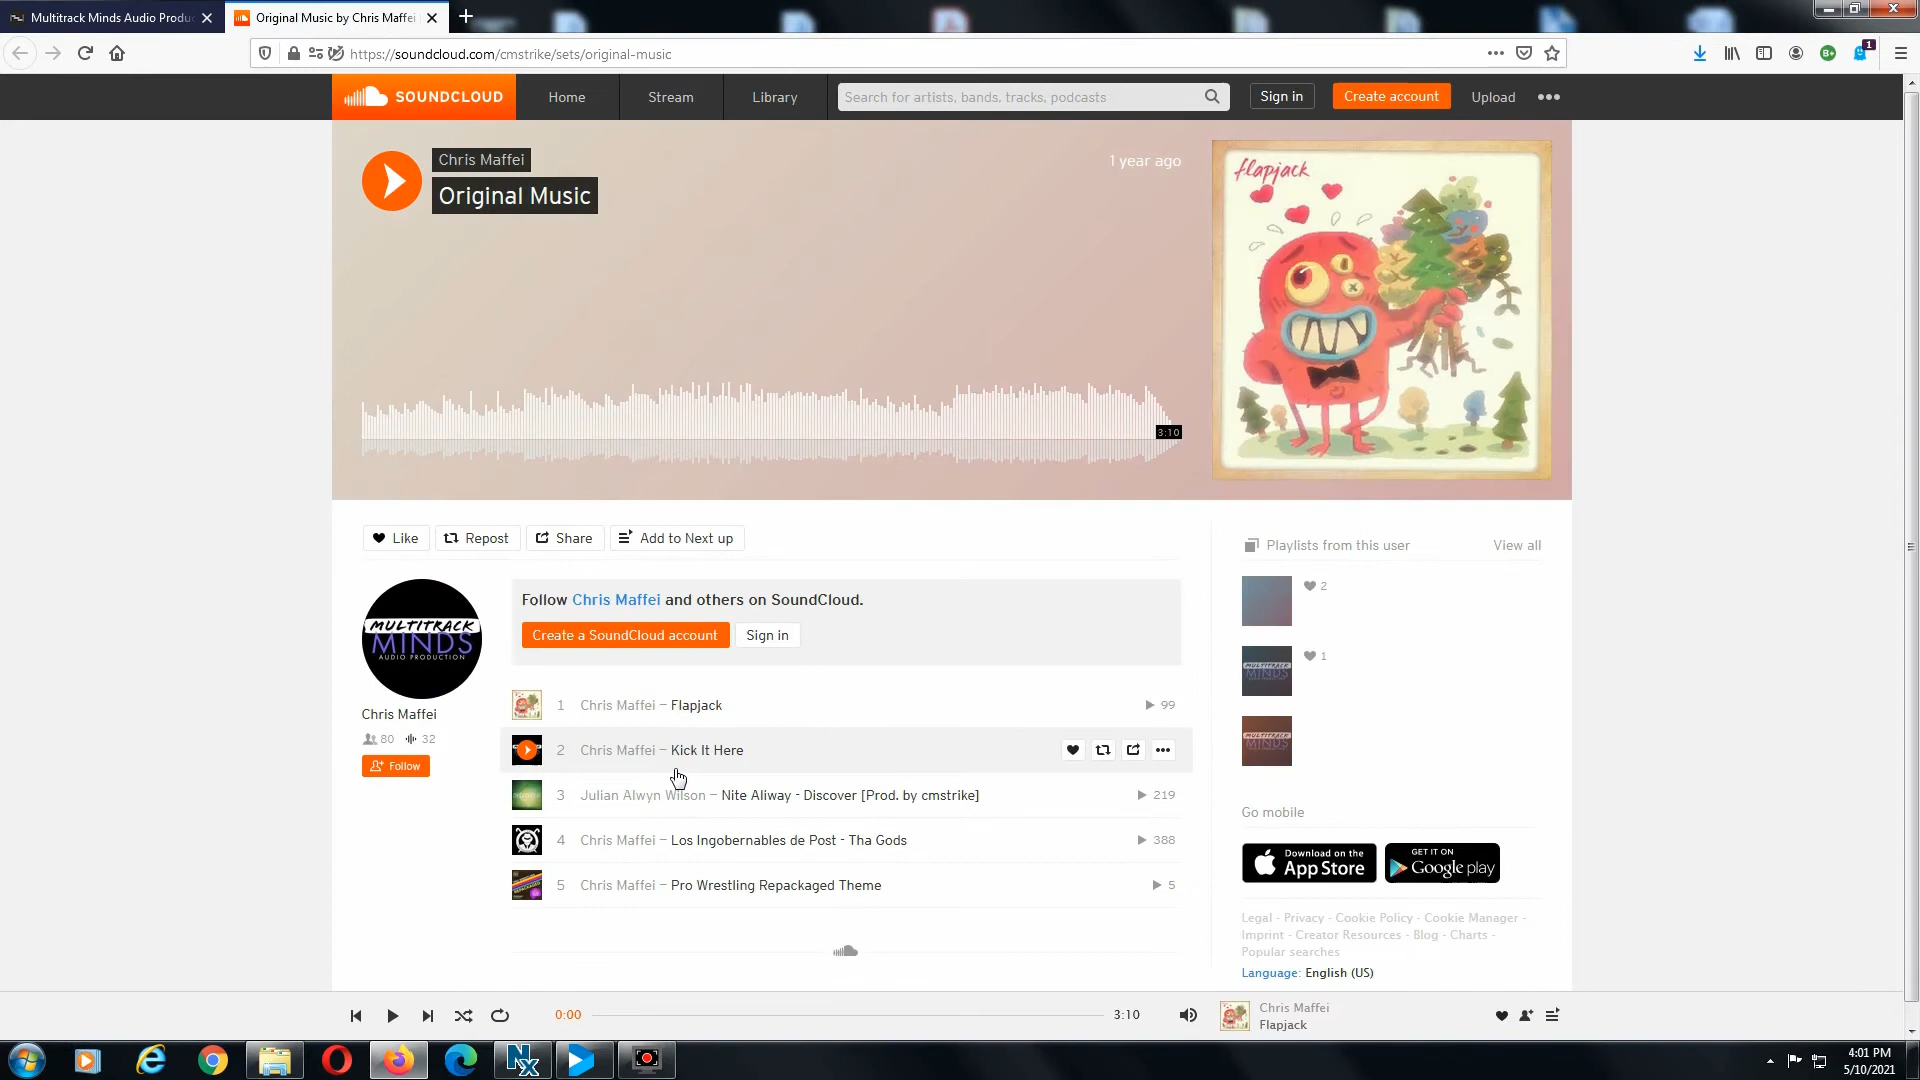 Multitrack Minds Audio Produc
Original Music by Chris Maffei
https://soundcloud.com/cmstrike/sets/original-music
1
SOUNDCLOUD
Home
Stream
Library
Search for artists, bands, tracks, podcasts
Sign in
Create account
Upload
Chris Maffei
Original Music
1 year ago
flapjack
3:10
Like
Repost
Share
Add to Next up
Playlists from this user
View all
2
1
MULTITRACK
MINDS
AUDIO PRODUCTION
Chris Maffei
80
32
Follow
Follow Chris Maffei and others on SoundCloud.
Create a SoundCloud account
Sign in
1 Chris Maffei – Flapjack 99
2 Chris Maffei – Kick It Here
3 Julian Alwyn Wilson – Nite Aliway - Discover [Prod. by cmstrike] 219
4 Chris Maffei – Los Ingobernables de Post - Tha Gods 388
5 Chris Maffei – Pro Wrestling Repackaged Theme 5
MULTITRACK
MINDS
MULTITRACK
MINDS
Go mobile
Download on the
App Store
GET IT ON
Google play
Legal - Privacy - Cookie Policy - Cookie Manager -
Imprint - Creator Resources - Blog - Charts -
Popular searches
Language: English (US)
0:00
3:10
Chris Maffei
Flapjack
4:01 PM
5/10/2021